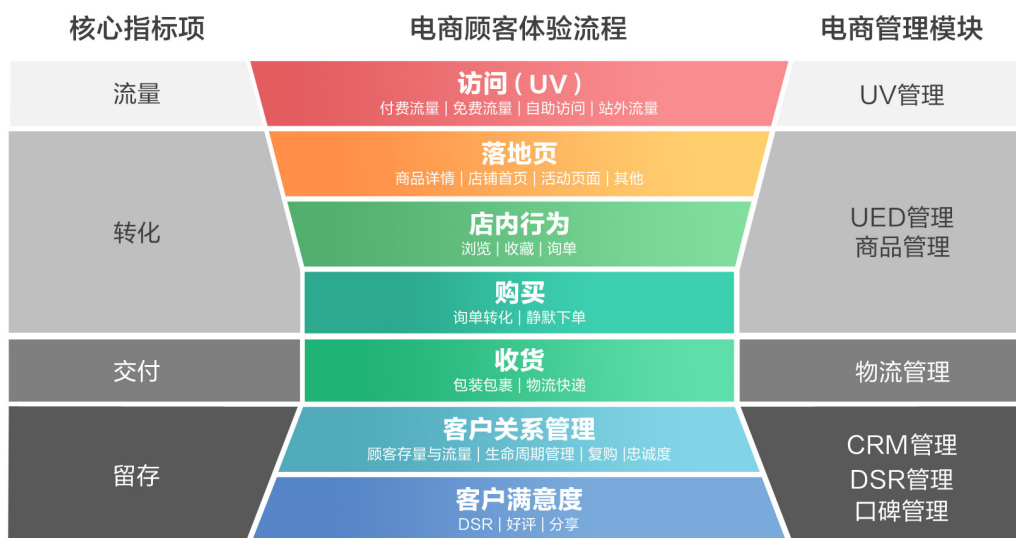 核心指标项
电商顾客体验流程
电商管理模块
流量
访问（UV）
付费流量 | 免费流量 | 自助访问 | 站外流量
UV管理
转化
落地页
商品详情 | 店铺首页 | 活动页面 | 其他
店内行为
浏览 | 收藏 | 询单
购买
询单转化 | 静默下单
UED管理
商品管理
交付
收货
包装包裹 | 物流快递
物流管理
留存
客户关系管理
顾客存量与流量 | 生命周期管理 | 复购 |忠诚度
客户满意度
DSR | 好评 | 分享
CRM管理
DSR管理
口碑管理